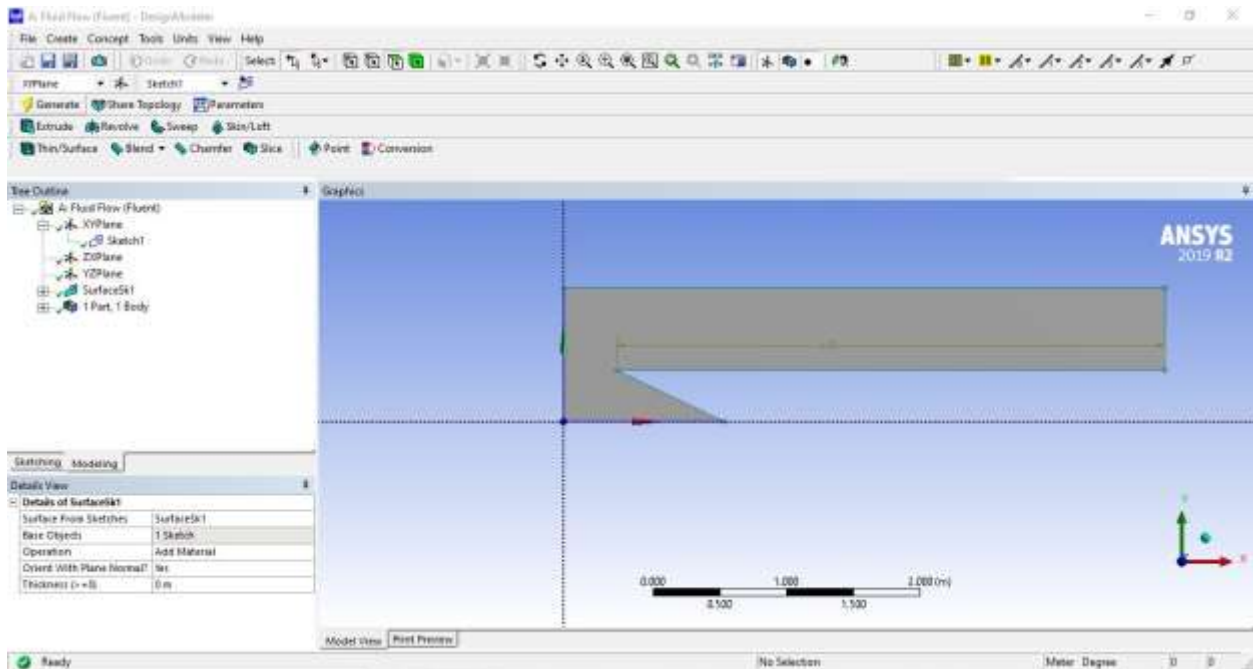 A: Fluid Flow (Fluent) - DesignModeler
File Create Concept Tools Units View Help
Undo Redo Select:
XYPlane Sketch1
Generate Share Topology Parameters
Extrude Revolve Sweep Skin/Loft
Thin/Surface Blend Chamfer Slice Point Conversion
Tree Outline
A: Fluid Flow (Fluent)
XYPlane
Sketch1
ZXPlane
YZPlane
SurfaceSk1
1 Part, 1 Body
Sketching Modeling
Details View
Details of SurfaceSk1
Surface From Sketches SurfaceSk1
Base Objects 1 Sketch
Operation Add Material
Orient With Plane Normal? Yes
Thickness (>=0) 0 m
Graphics
ANSYS
2019 R2
0.000 1.000 2.000 (m)
0.500 1.500
Model View Print Preview
Ready No Selection Meter Degree 0 0